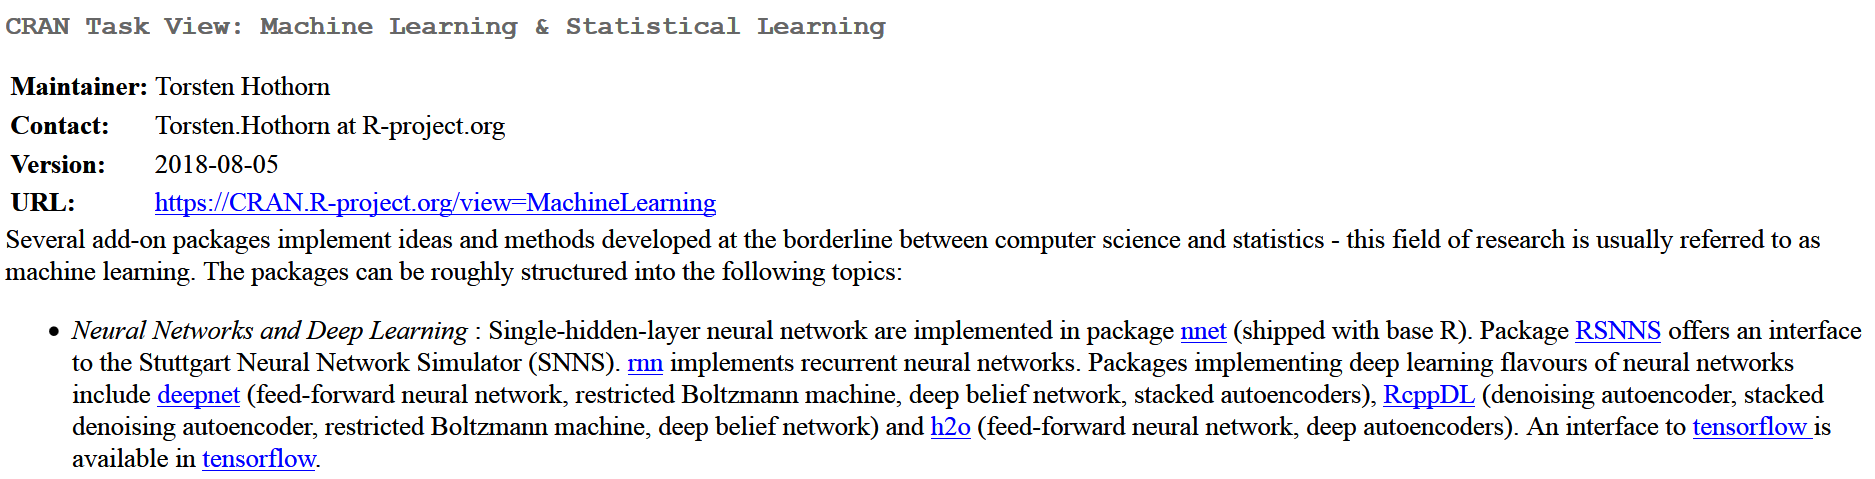 CRAN Task View: Machine Learning & Statistical Learning
Maintainer: Torsten Hothorn
Contact: Torsten.Hothorn at R-project.org
Version: 2018-08-05
URL: https://CRAN.R-project.org/view=MachineLearning
Several add-on packages implement ideas and methods developed at the borderline between computer science and statistics - this field of research is usually referred to as
machine learning. The packages can be roughly structured into the following topics:
• Neural Networks and Deep Learning : Single-hidden-layer neural network are implemented in package nnet (shipped with base R). Package RSNNS offers an interface
to the Stuttgart Neural Network Simulator (SNNS). rnn implements recurrent neural networks. Packages implementing deep learning flavours of neural networks
include deepnet (feed-forward neural network, restricted Boltzmann machine, deep belief network, stacked autoencoders), RcppDL (denoising autoencoder, stacked
denoising autoencoder, restricted Boltzmann machine, deep belief network) and h2o (feed-forward neural network, deep autoencoders). An interface to tensorflow is
available in tensorflow.